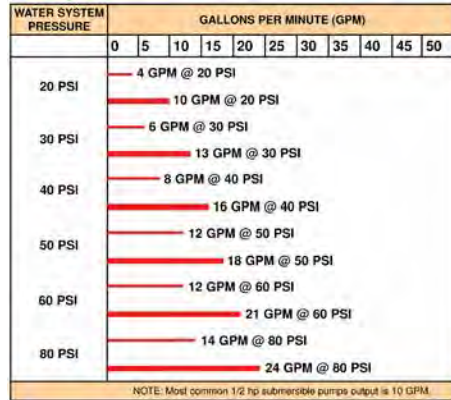 WATER SYSTEM PRESSURE
GALLONS PER MINUTE (GPM)
0 5 10 15 20 25 30 35 40 45 50
20 PSI
4 GPM @ 20 PSI
10 GPM @ 20 PSI
30 PSI
6 GPM @ 30 PSI
13 GPM @ 30 PSI
40 PSI
8 GPM @ 40 PSI
16 GPM @ 40 PSI
50 PSI
12 GPM @ 50 PSI
18 GPM @ 50 PSI
60 PSI
12 GPM @ 60 PSI
21 GPM @ 60 PSI
80 PSI
14 GPM @ 80 PSI
24 GPM @ 80 PSI
NOTE: Most common 1/2 hp submersible pumps output is 10 GPM.